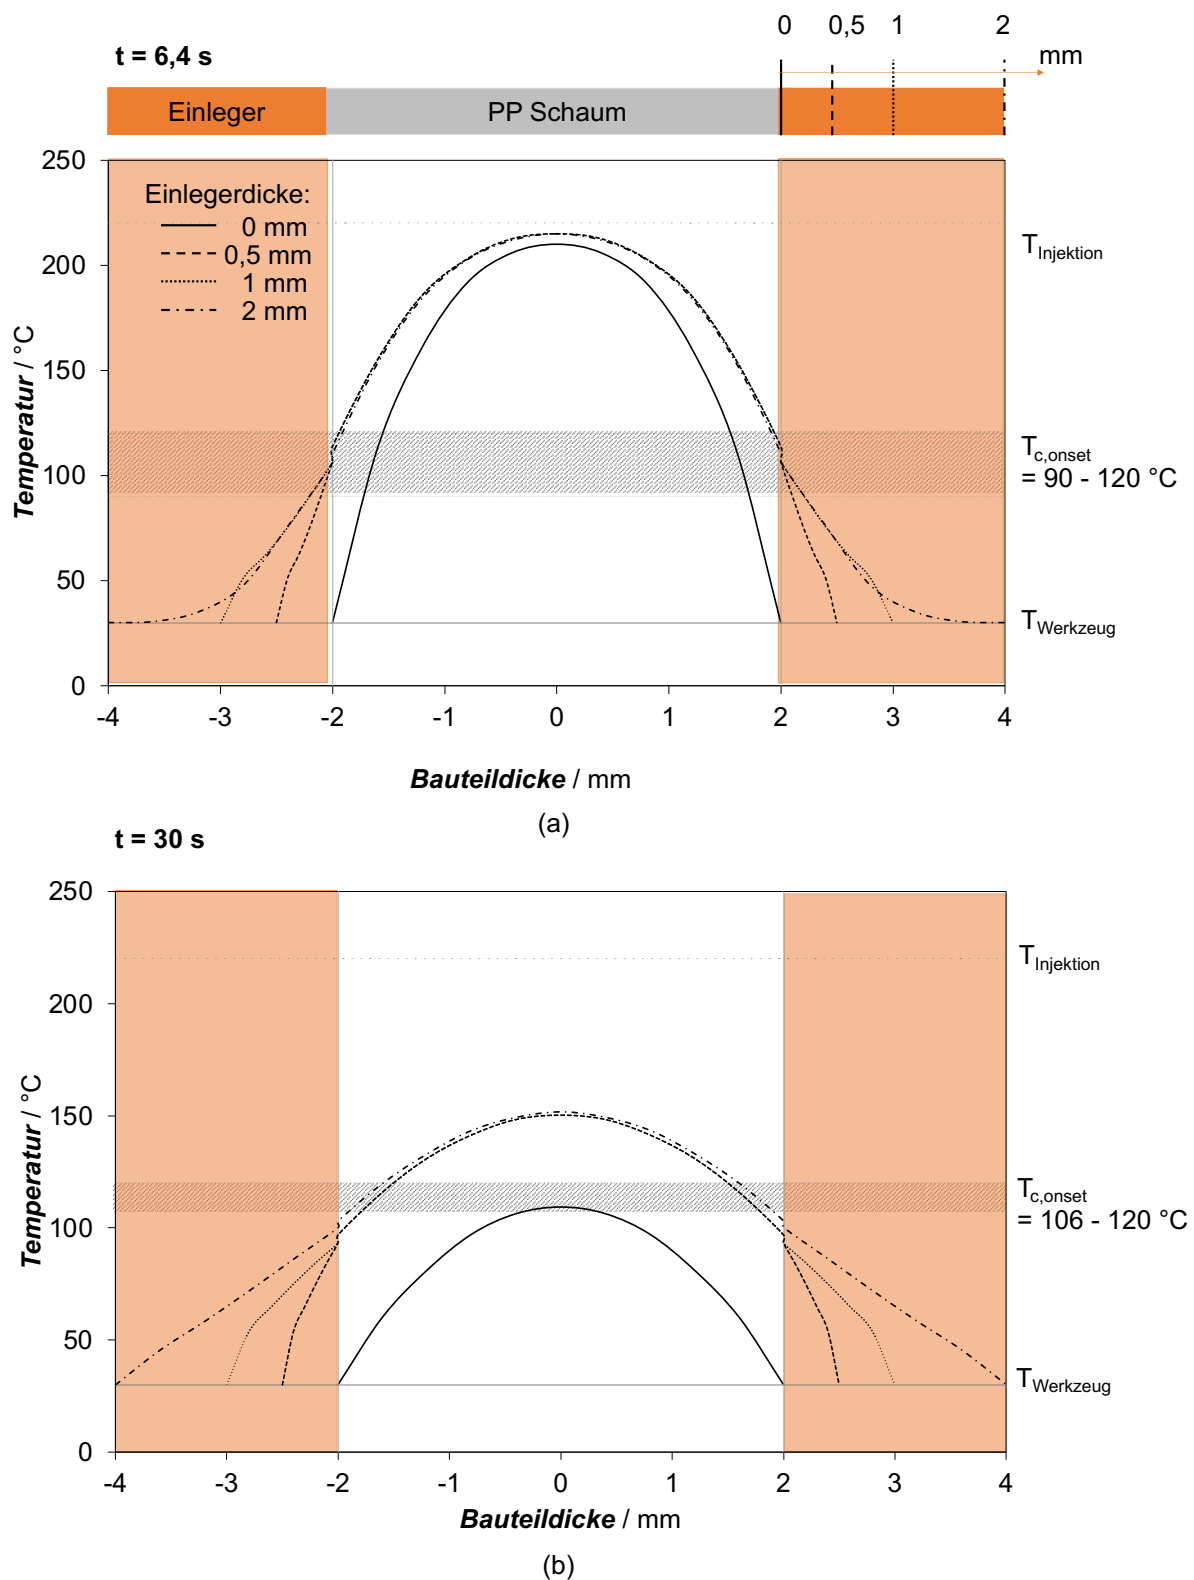 0 0,5 1 2
t = 6,4 s
mm
Einleger PP Schaum
250
Einlegerdicke:
0 mm
0,5 mm
1 mm
2 mm
200
150
100
50
0
Temperatur / °C
TInjektion
Tc,onset
= 90 - 120 °C
TWerkzeug
-4 -3 -2 -1 0 1 2 3 4
Bauteildicke / mm
(a)
t = 30 s
250
200
150
100
50
0
Temperatur / °C
TInjektion
Tc,onset
= 106 - 120 °C
TWerkzeug
-4 -3 -2 -1 0 1 2 3 4
Bauteildicke / mm
(b)